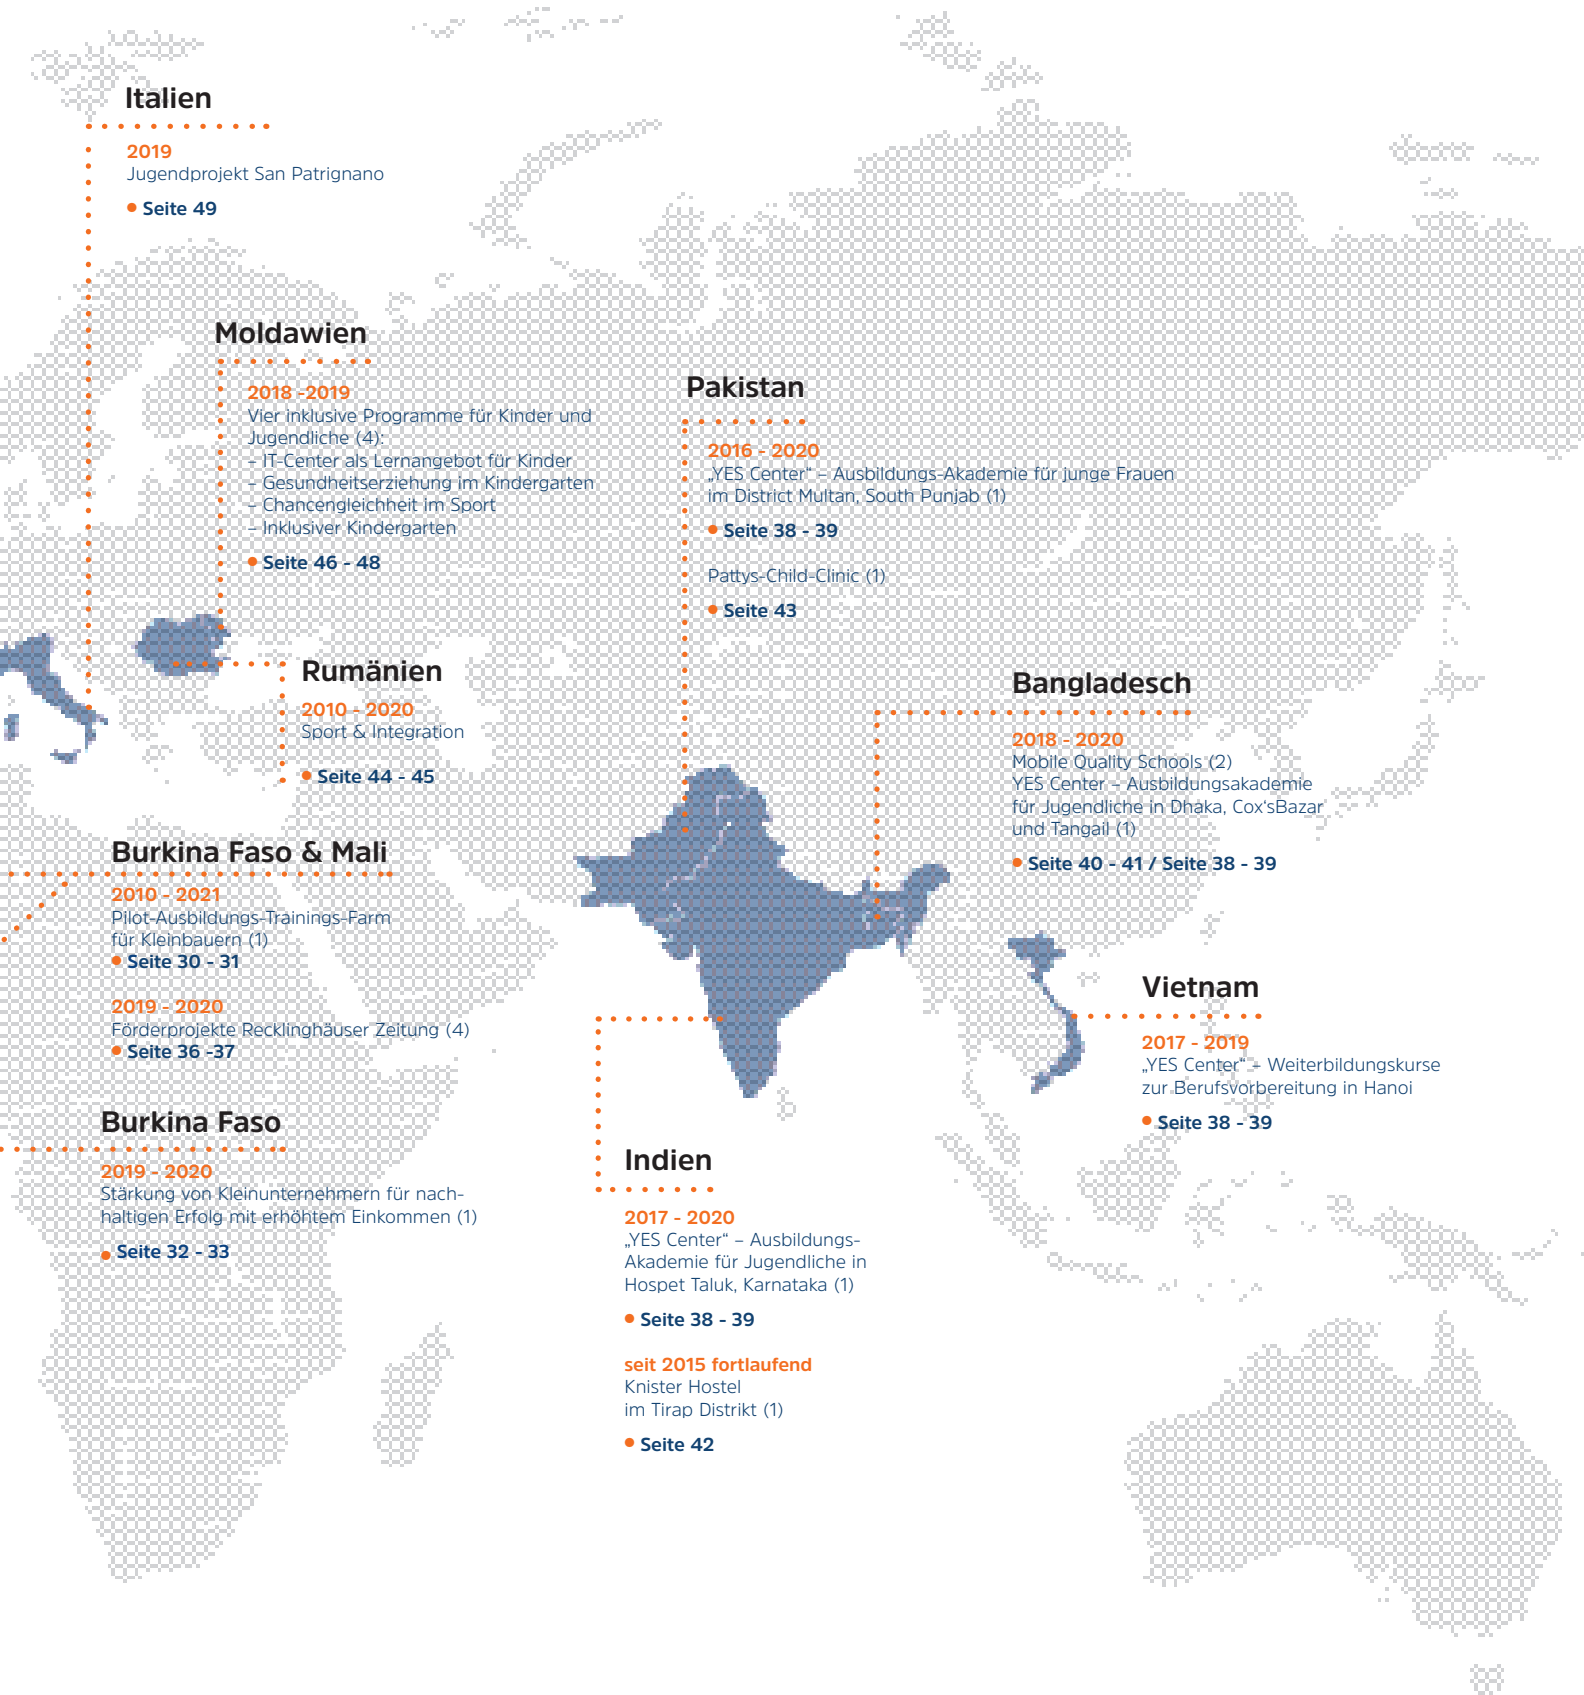 Italien
2019
Jugendprojekt San Patrignano
• Seite 49
Moldawien
2018 -2019
Vier inklusive Programme für Kinder und
Jugendliche (4):
– IT-Center als Lernangebot für Kinder
– Gesundheitserziehung im Kindergarten
– Chancengleichheit im Sport
– Inklusiver Kindergarten
• Seite 46 - 48
Pakistan
2016 - 2020
„YES Center“ – Ausbildungs-Akademie für junge Frauen
im District Multan, South Punjab (1)
• Seite 38 - 39
Pattys-Child-Clinic (1)
• Seite 43
Rumänien
2010 - 2020
Sport & Integration
• Seite 44 - 45
Bangladesch
2018 - 2020
Mobile Quality Schools (2)
YES Center – Ausbildungsakademie
für Jugendliche in Dhaka, Cox‘sBazar
und Tangail (1)
• Seite 40 - 41 / Seite 38 - 39
Burkina Faso & Mali
2010 - 2021
Pilot-Ausbildungs-Trainings-Farm
für Kleinbauern (1)
• Seite 30 - 31
2019 - 2020
Förderprojekte Recklinghäuser Zeitung (4)
• Seite 36 -37
Vietnam
2017 - 2019
„YES Center“ – Weiterbildungskurse
zur Berufsvorbereitung in Hanoi
• Seite 38 - 39
Burkina Faso
2019 - 2020
Stärkung von Kleinunternehmern für nach-
haltigen Erfolg mit erhöhtem Einkommen (1)
• Seite 32 - 33
Indien
2017 - 2020
„YES Center“ – Ausbildungs-
Akademie für Jugendliche in
Hospet Taluk, Karnataka (1)
• Seite 38 - 39
seit 2015 fortlaufend
Knister Hostel
im Tirap Distrikt (1)
• Seite 42